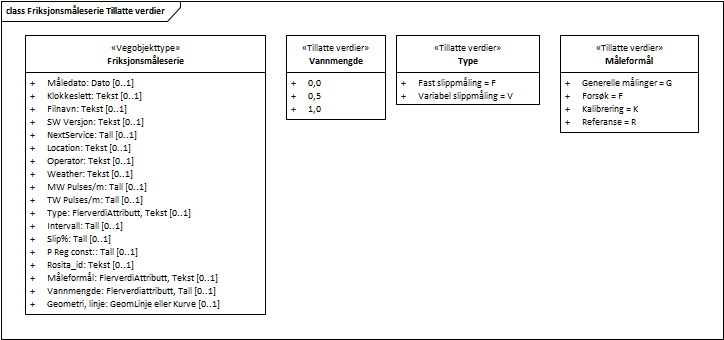 class Friksjonsmåleserie Tillatte verdier
«Vegobjekttype»
Friksjonsmåleserie
+ Måledato: Dato [0..1]
+ Klokkeslett: Tekst [0..1]
+ Filnavn: Tekst [0..1]
+ SW Versjon: Tekst [0..1]
+ NextService: Tall [0..1]
+ Location: Tekst [0..1]
+ Operator: Tekst [0..1]
+ Weather: Tekst [0..1]
+ MW Pulses/m: Tall [0..1]
+ TW Pulses/m: Tall [0..1]
+ Type: FlerverdiAttributt, Tekst [0..1]
+ Intervall: Tall [0..1]
+ Slip%: Tall [0..1]
+ P Reg const:: Tall [0..1]
+ Rosita_id: Tekst [0..1]
+ Måleformål: FlerverdiAttributt, Tekst [0..1]
+ Vannmengde: Flerverdiattributt, Tall [0..1]
+ Geometri, linje: GeomLinje eller Kurve [0..1]
«Tillatte verdier»
Vannmengde
+ 0,0
+ 0,5
+ 1,0
«Tillatte verdier»
Type
+ Fast slippmåling = F
+ Variabel slippmåling = V
«Tillatte verdier»
Måleformål
+ Generelle målinger = G
+ Forsøk = F
+ Kalibrering = K
+ Referanse = R